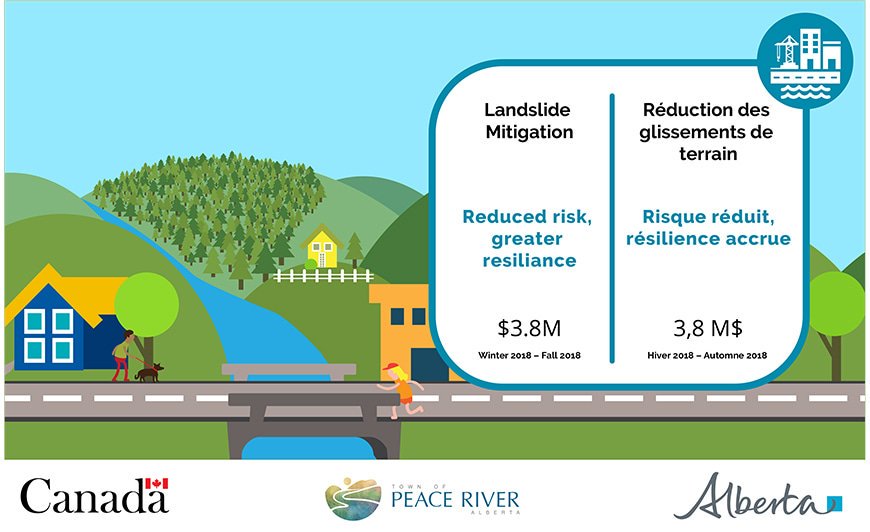 Landslide
Mitigation
Reduced risk,
greater
resiliance
$3.8M
Winter 2018 – Fall 2018
Réduction des
glissements de
terrain
Risque réduit,
résilience accrue
3,8 M$
Hiver 2018 – Automne 2018
Canada
TOWN OF
PEACE RIVER
ALBERTA
Alberta